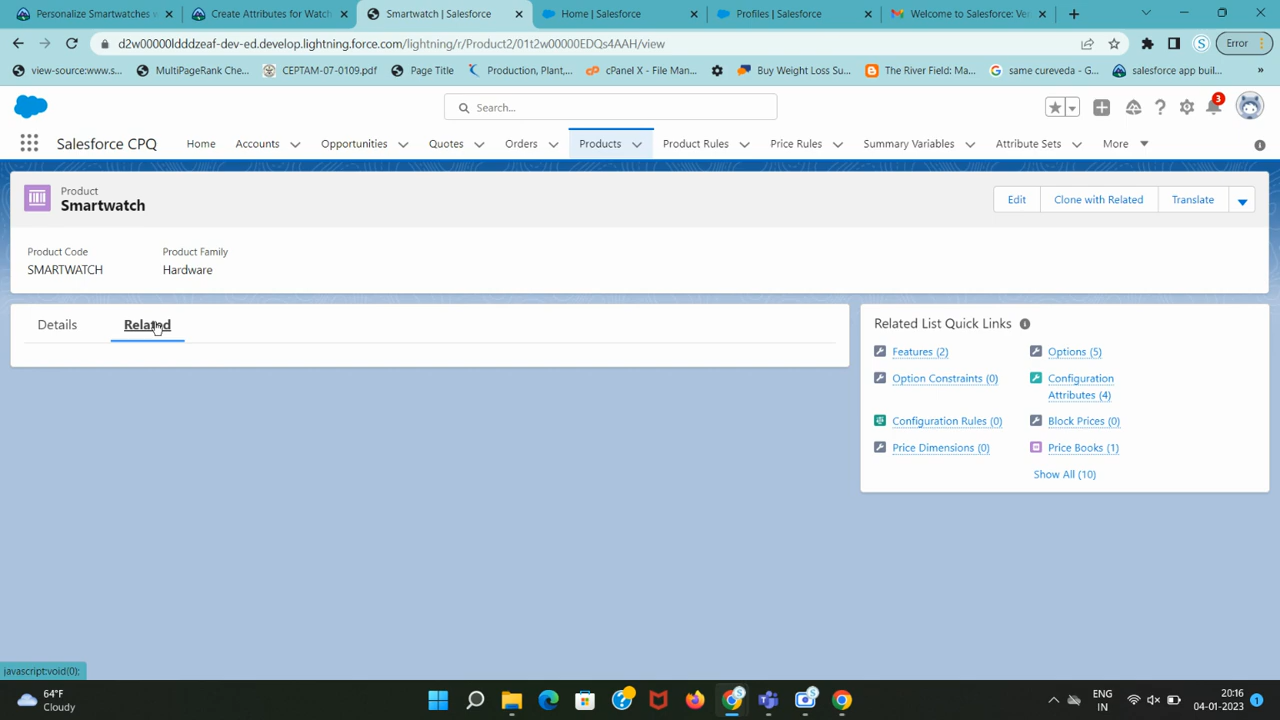 Personalize Smartwatches w
Create Attributes for Watch
Smartwatch | Salesforce
Home | Salesforce
Profiles | Salesforce
Welcome to Salesforce: Ver
d2w00000ldddzeaf-dev-ed.develop.lightning.force.com/lightning/r/Product2/01t2w00000EDQs4AAH/view
Error
view-source:www.s...
MultiPageRank Che...
CEPTAM-07-0109.pdf
Page Title
Production, Plant,...
cPanel X - File Man...
Buy Weight Loss Su...
The River Field: Ma...
same cureveda - G...
salesforce app buil...
»
Search...
3
Salesforce CPQ
Home
Accounts
Opportunities
Quotes
Orders
Products
Product Rules
Price Rules
Summary Variables
Attribute Sets
More
Product
Smartwatch
Edit
Clone with Related
Translate
Product Code
Product Family
SMARTWATCH
Hardware
Details
Related
Related List Quick Links
Features (2)
Options (5)
Option Constraints (0)
Configuration
Attributes (4)
Configuration Rules (0)
Block Prices (0)
Price Dimensions (0)
Price Books (1)
Show All (10)
javascript:void(0);
64°F
Cloudy
ENG
IN
20:16
04-01-2023
1